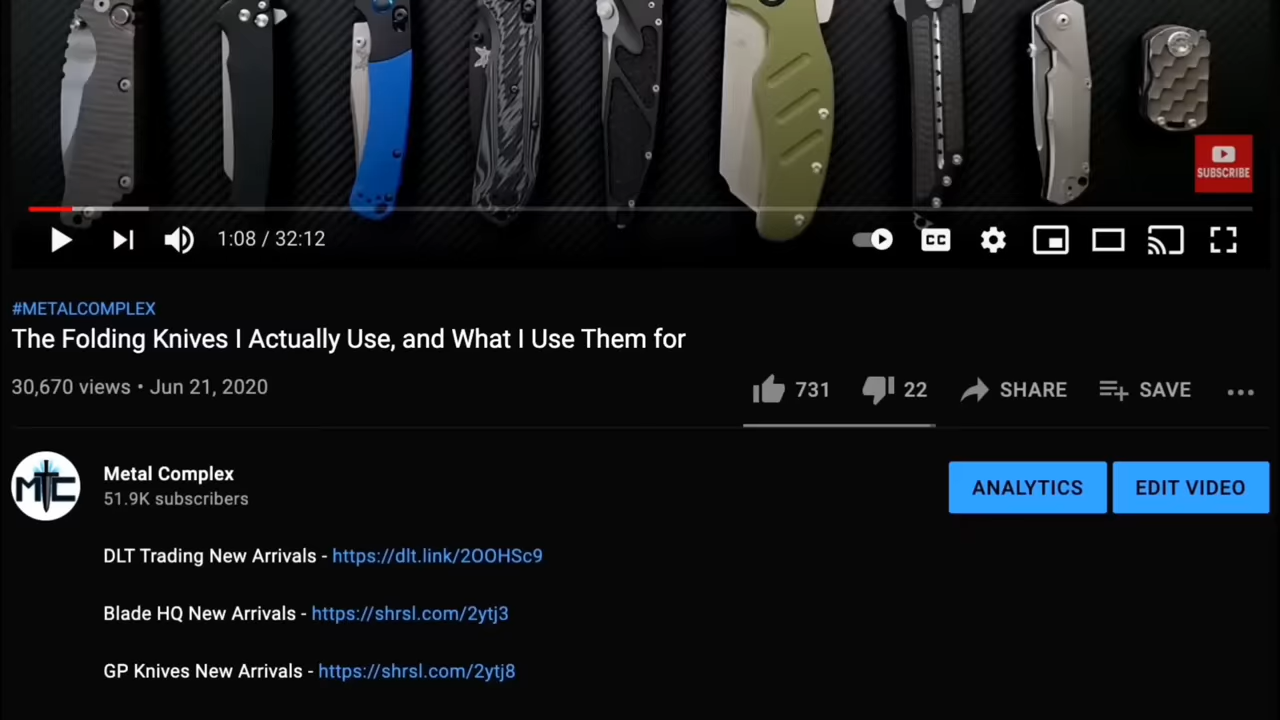 SUBSCRIBE
1:08 / 32:12
CC
#METALCOMPLEX
The Folding Knives I Actually Use, and What I Use Them for
30,670 views • Jun 21, 2020
731
22
SHARE
SAVE
MTC
Metal Complex
51.9K subscribers
ANALYTICS
EDIT VIDEO
DLT Trading New Arrivals - https://dlt.link/2OOHSc9
Blade HQ New Arrivals - https://shrsl.com/2ytj3
GP Knives New Arrivals - https://shrsl.com/2ytj8